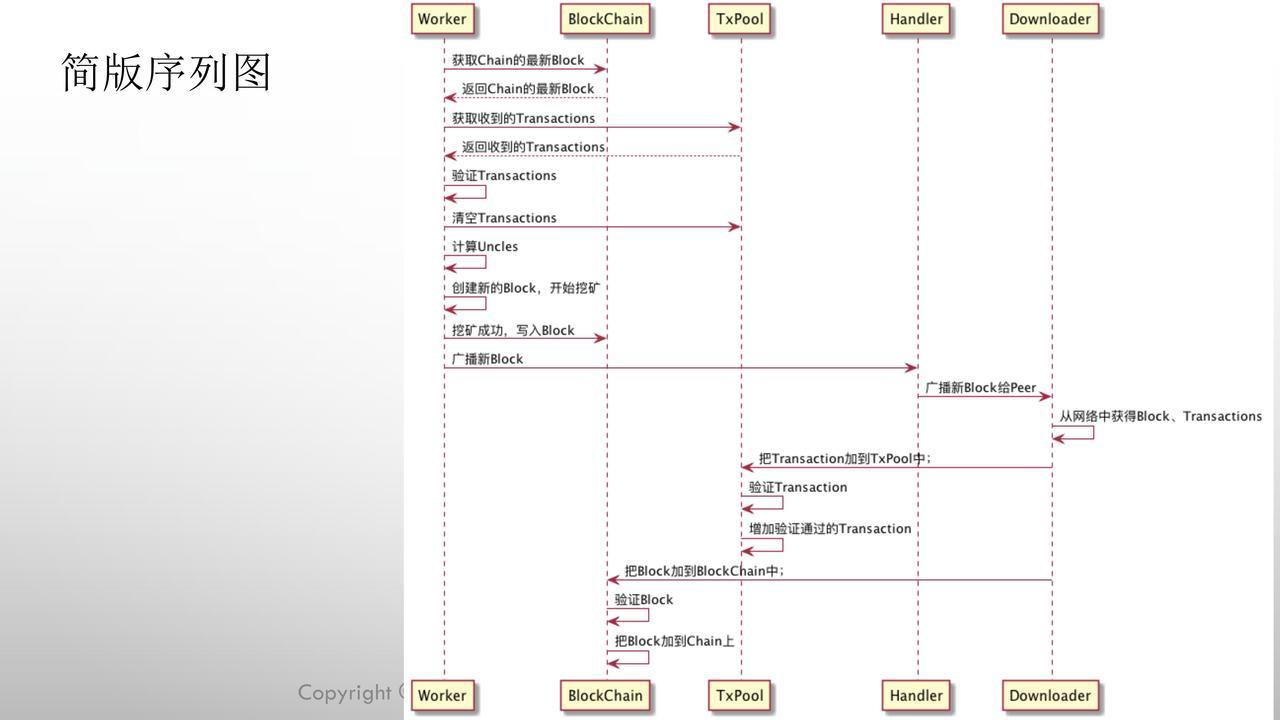 简版序列图
Worker BlockChain TxPool Handler Downloader
获取Chain的最新Block
返回Chain的最新Block
获取收到的Transactions
返回收到的Transactions
验证Transactions
清空Transactions
计算Uncles
创建新的Block，开始挖矿
挖矿成功，写入Block
广播新Block
广播新Block给Peer
从网络中获得Block、Transactions
把Transaction加到TxPool中；
验证Transaction
增加验证通过的Transaction
把Block加到BlockChain中；
验证Block
把Block加到Chain上
Copyright ©
Worker BlockChain TxPool Handler Downloader